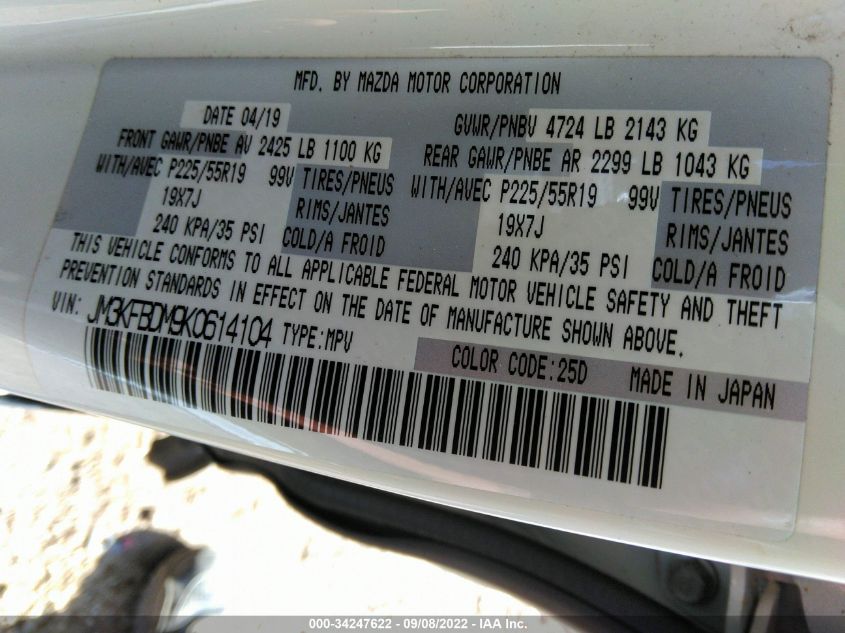 MFD. BY MAZDA MOTOR CORPORATION
DATE 04/19 GVWR/PNBV 4724 LB 2143 KG
FRONT GAWR/PNBE AV 2425 LB 1100 KG REAR GAWR/PNBE AR 2299 LB 1043 KG
WITH/AVEC P225/55R19 99V TIRES/PNEUS WITH/AVEC P225/55R19 99V TIRES/PNEUS
19X7J RIMS/JANTES 19X7J RIMS/JANTES
240 KPA/35 PSI COLD/A FROID 240 KPA/35 PSI COLD/A FROID
THIS VEHICLE CONFORMS TO ALL APPLICABLE FEDERAL MOTOR VEHICLE SAFETY AND THEFT
PREVENTION STANDARDS IN EFFECT ON THE DATE OF MANUFACTURE SHOWN ABOVE.
VIN: JM3KFBDM9K0614104 TYPE:MPV
COLOR CODE:25D MADE IN JAPAN
000-34247622 - 09/08/2022 - IAA Inc.